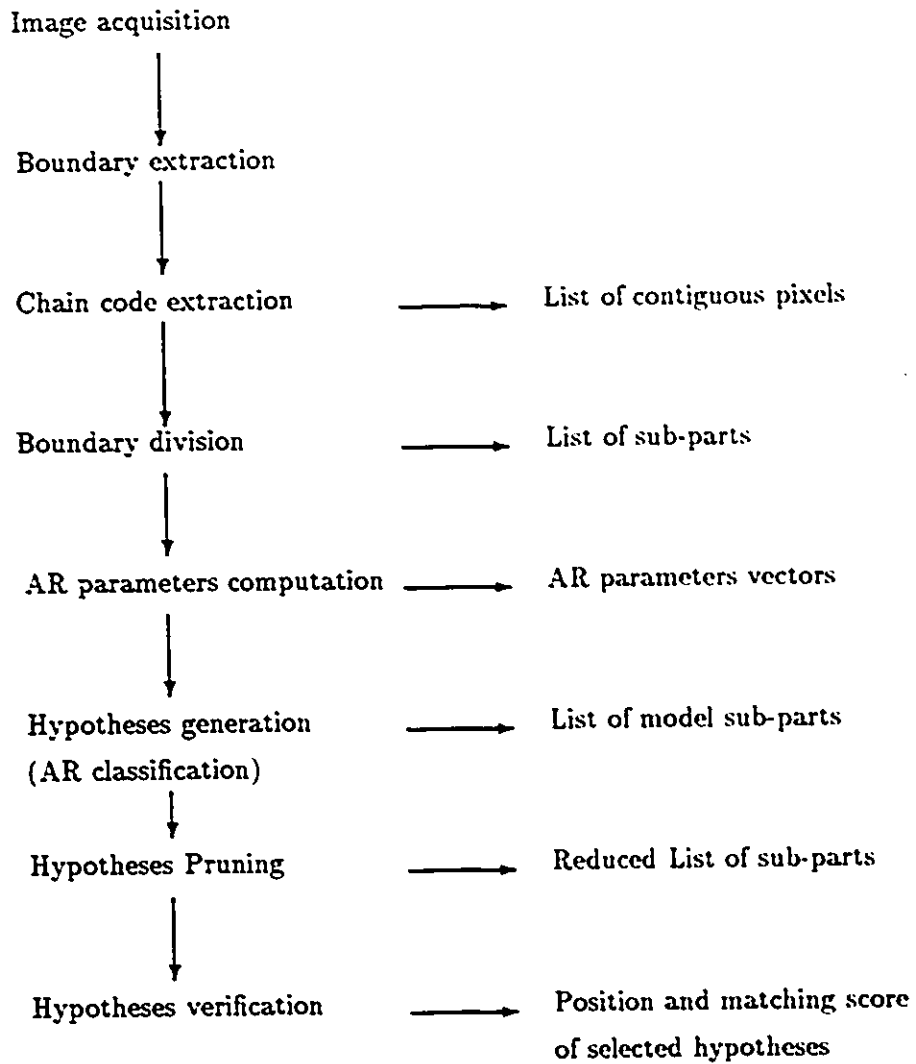 Image acquisition
Boundary extraction
Chain code extraction
List of contiguous pixels
Boundary division
List of sub-parts
AR parameters computation
AR parameters vectors
Hypotheses generation
(AR classification)
List of model sub-parts
Hypotheses Pruning
Reduced List of sub-parts
Hypotheses verification
Position and matching score
of selected hypotheses